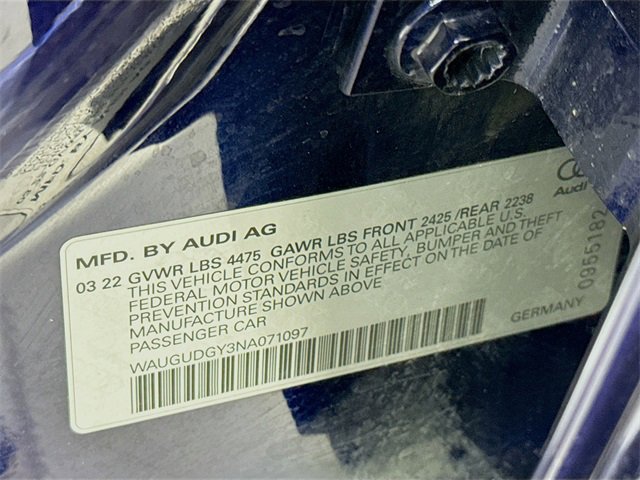 MFD. BY AUDI AG
03 22 GVWR LBS 4475 GAWR LBS FRONT 2425 /REAR 2238
THIS VEHICLE CONFORMS TO ALL APPLICABLE U.S.
FEDERAL MOTOR VEHICLE SAFETY, BUMPER AND THEFT
PREVENTION STANDARDS IN EFFECT ON THE DATE OF
MANUFACTURE SHOWN ABOVE
PASSENGER CAR
WAUGUDGY3NA071097
GERMANY
Audi
0955182